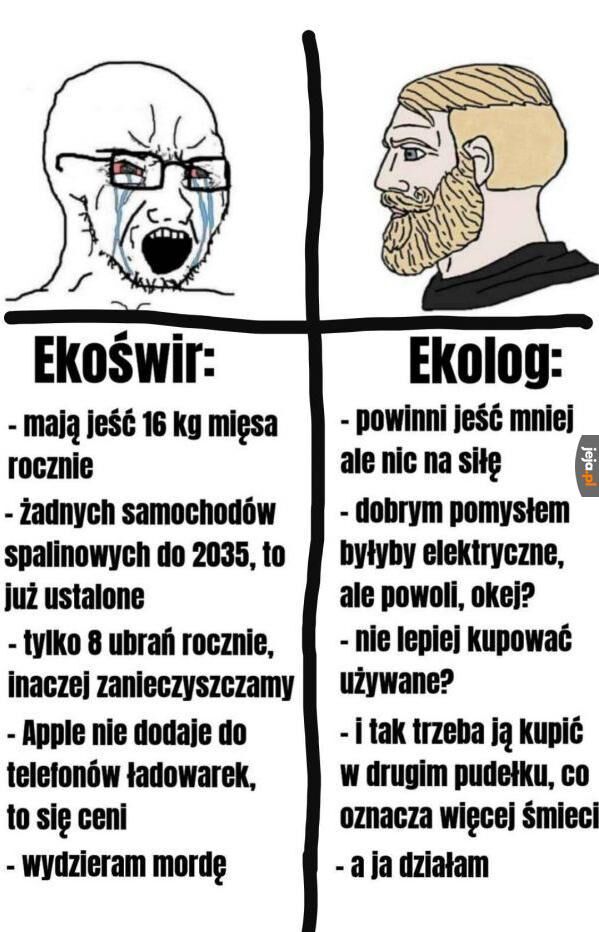 Ekoświr:
- mają jeść 16 kg mięsa
rocznie
- żadnych samochodów
spalinowych do 2035, to
już ustalone
- tylko 8 ubrań rocznie,
inaczej zanieczyszczamy
- Apple nie dodaje do
telefonów ładowarek,
to się ceni
- wydzieram mordę
Ekolog:
- powinni jeść mniej
ale nic na siłę
- dobrym pomysłem
byłyby elektryczne,
ale powoli, okej?
- nie lepiej kupować
używane?
- i tak trzeba ją kupić
w drugim pudełku, co
oznacza więcej śmieci
- a ja działam
jeja.pl